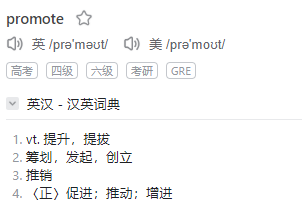 promote
英 /prə'məʊt/ 美 /prə'moʊt/
高考 四级 六级 考研 GRE
英汉 - 汉英词典
1. vt. 提升，提拔
2. 筹划，发起，创立
3. 推销
4. 〈正〉促进；推动；增进